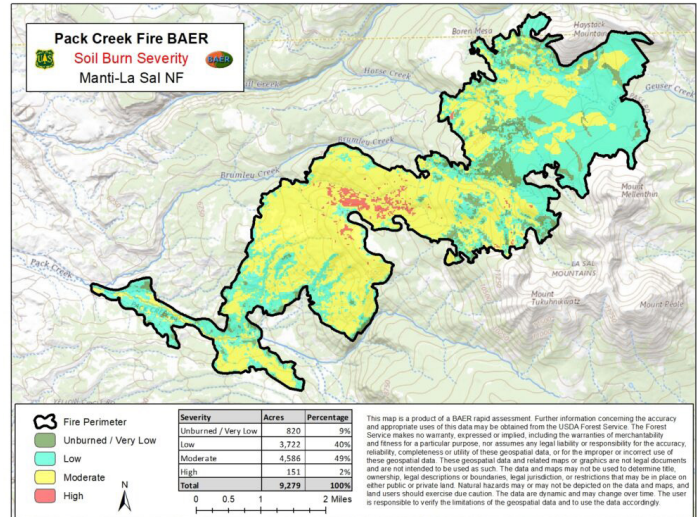 Pack Creek Fire BAER
Soil Burn Severity
Manti-La Sal NF
BAER
Boren Mesa
Haystack
Mountain
Horse Creek
Geyser Creek
Brumley Creek
Brumley Creek
Mount
Mellenthin
Pack Creek
LA SAL
MOUNTAINS
Mount
Tukuhnikivatz
Mount Peale
Fire Perimeter
Unburned / Very Low
Low
Moderate
High
N
Severity Acres Percentage
Unburned / Very Low 820 9%
Low 3,722 40%
Moderate 4,586 49%
High 151 2%
Total 9,279 100%
0 0.5 1 2 Miles
This map is a product of a BAER rapid assessment. Further information concerning the accuracy
and appropriate uses of this data may be obtained from the USDA Forest Service. The Forest
Service makes no warranty, expressed or implied, including the warranties of merchantability
and fitness for a particular purpose, nor assumes any legal liability or responsibility for the accuracy,
reliability, completeness or utility of these geospatial data, or for the improper or incorrect use of
these geospatial data. These geospatial data and related maps or graphics are not legal documents
and are not intended to be used as such. The data and maps may not be used to determine title,
ownership, legal descriptions or boundaries, legal jurisdiction, or restrictions that may be in place on
either public or private land. Natural hazards may or may not be depicted on the data and maps, and
land users should exercise due caution. The data are dynamic and may change over time. The user
is responsible to verify the limitations of the geospatial data and to use the data accordingly.